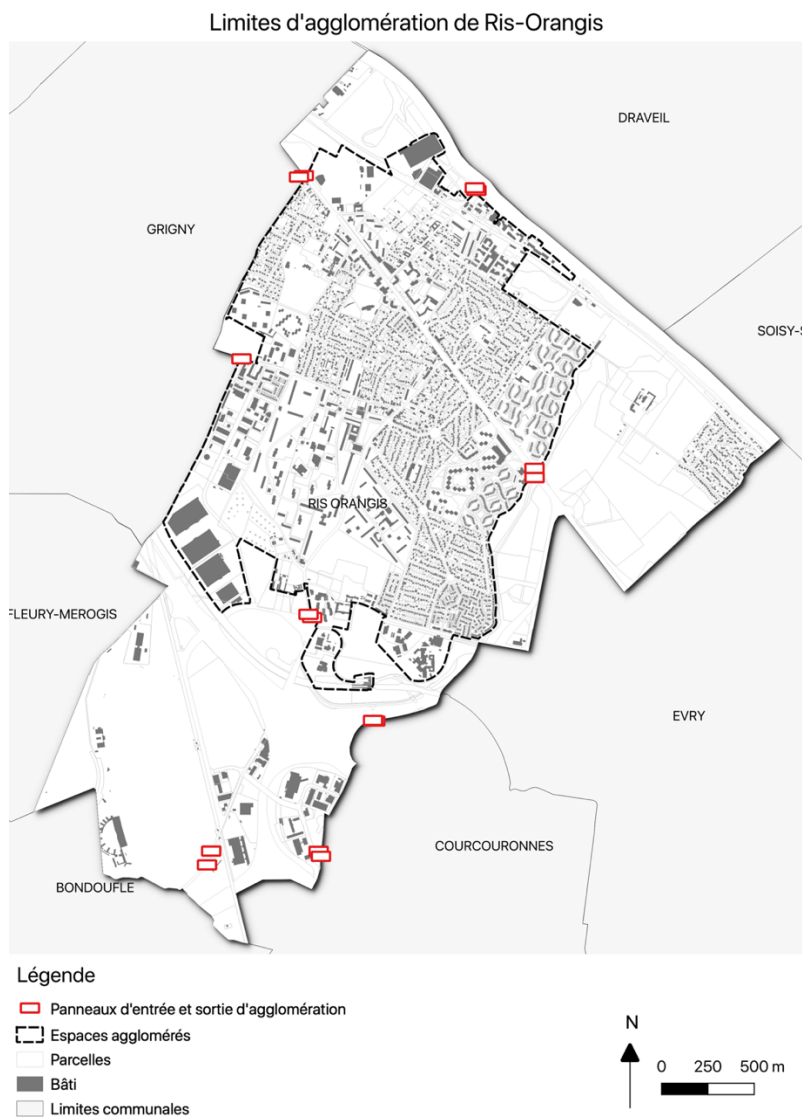 Limites d'agglomération de Ris-Orangis
DRAVEIL
GRIGNY
SOISY-S
RIS ORANGIS
FLEURY-MEROGIS
EVRY
COURCOURONNES
BONDOUFLE
Légende
Panneaux d'entrée et sortie d'agglomération
Espaces agglomérés
Parcelles
Bâti
Limites communales
N
0 250 500 m